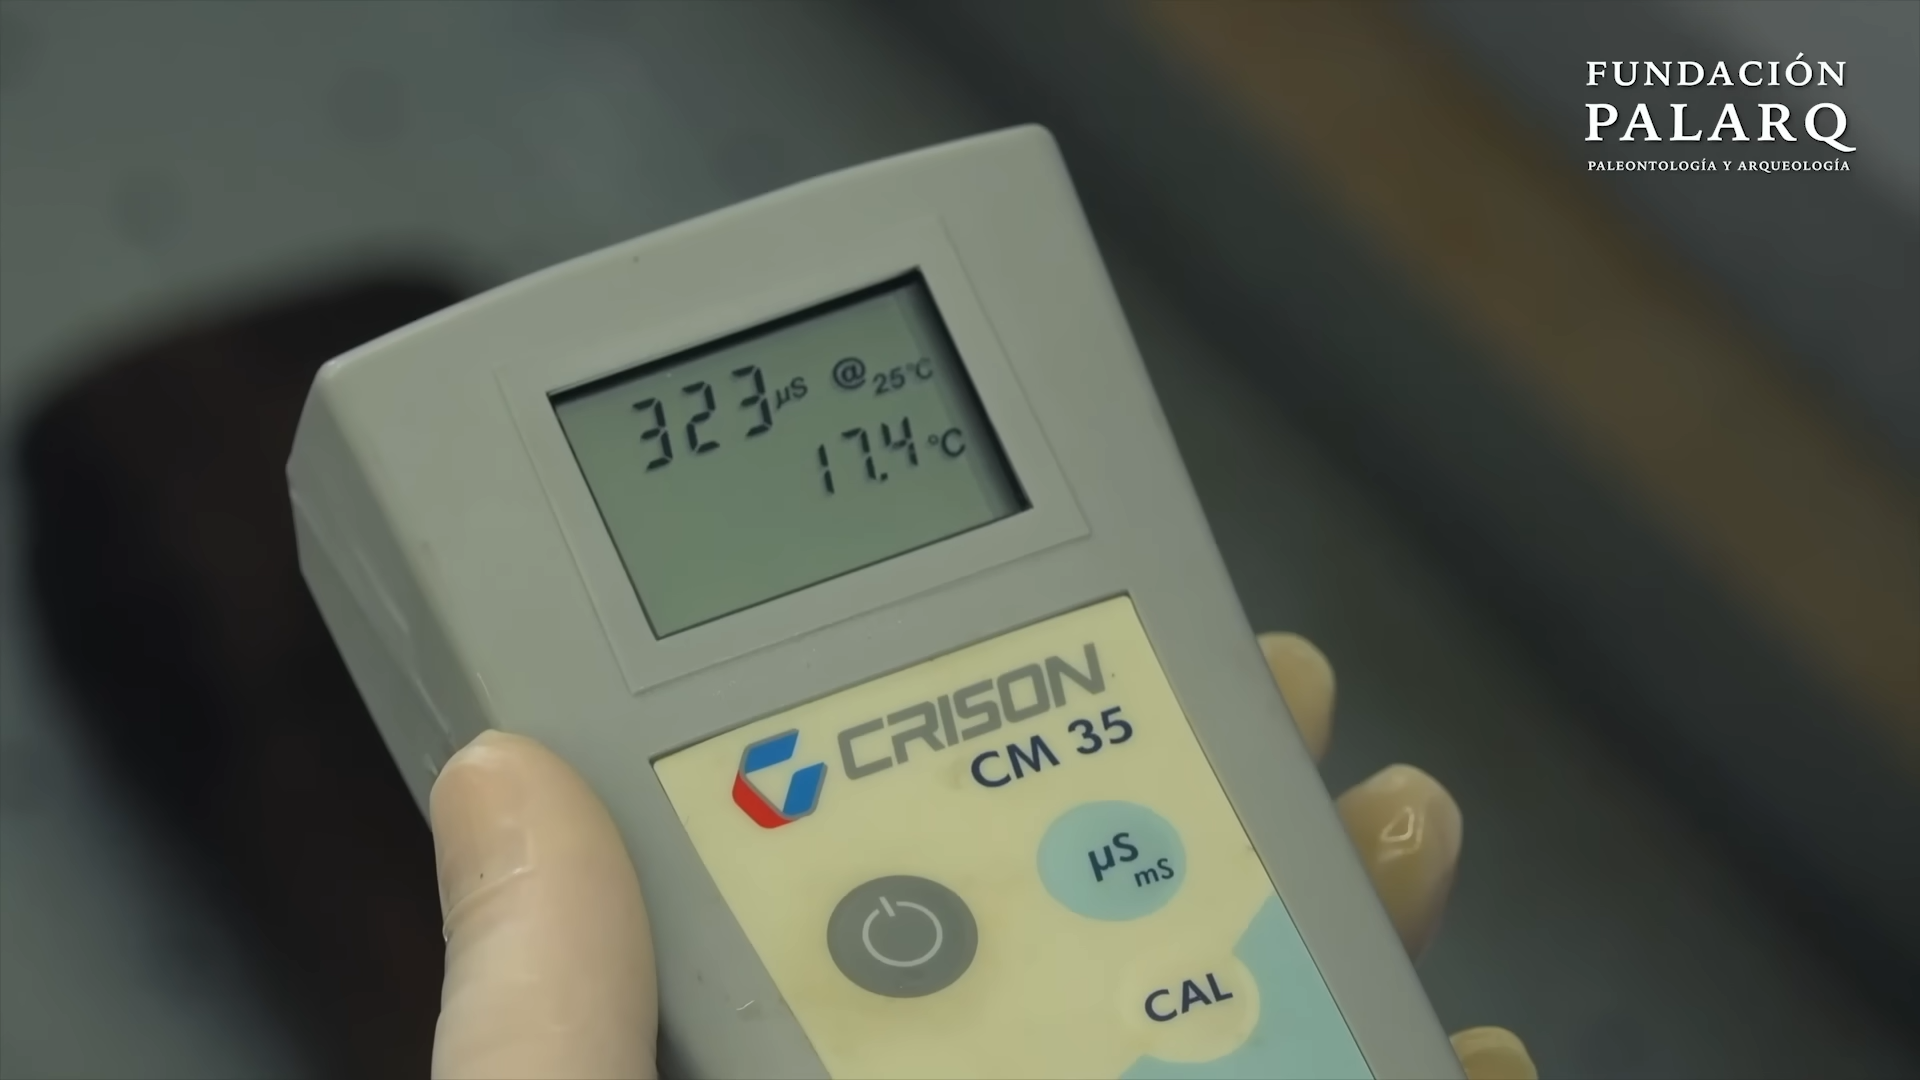 FUNDACIÓN
PALARQ
PALEONTOLOGÍA Y ARQUEOLOGÍA
323 µS @ 25°C
17.4 °C
CRISON
CM 35
µS
mS
CAL